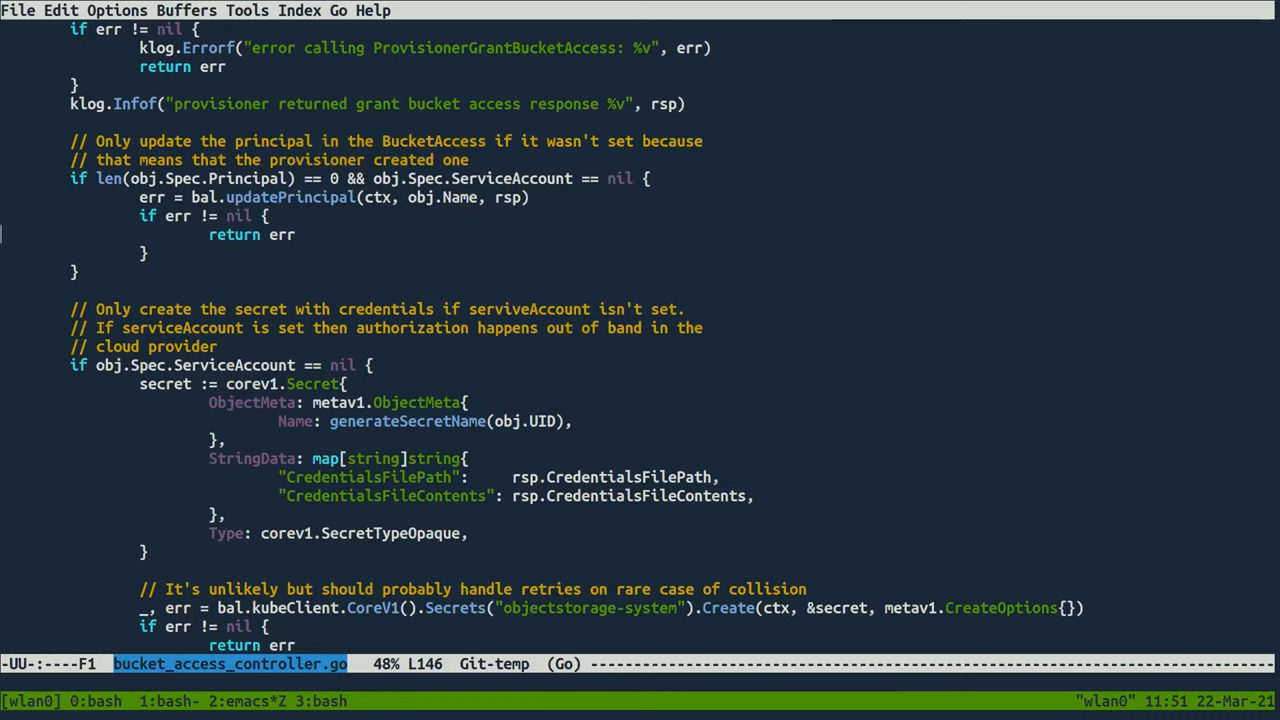 File Edit Options Buffers Tools Index Go Help
if err != nil {
klog.Errorf("error calling ProvisionerGrantBucketAccess: %v", err)
return err
}
klog.Infof("provisioner returned grant bucket access response %v", rsp)
// Only update the principal in the BucketAccess if it wasn't set because
// that means that the provisioner created one
if len(obj.Spec.Principal) == 0 && obj.Spec.ServiceAccount == nil {
err = bal.updatePrincipal(ctx, obj.Name, rsp)
if err != nil {
return err
}
}
// Only create the secret with credentials if serviveAccount isn't set.
// If serviceAccount is set then authorization happens out of band in the
// cloud provider
if obj.Spec.ServiceAccount == nil {
secret := corev1.Secret{
ObjectMeta: metav1.ObjectMeta{
Name: generateSecretName(obj.UID),
},
StringData: map[string]string{
"CredentialsFilePath":     rsp.CredentialsFilePath,
"CredentialsFileContents": rsp.CredentialsFileContents,
},
Type: corev1.SecretTypeOpaque,
}
// It's unlikely but should probably handle retries on rare case of collision
_, err = bal.kubeClient.CoreV1().Secrets("objectstorage-system").Create(ctx, &secret, metav1.CreateOptions{})
if err != nil {
return err
-UU-:----F1  bucket_access_controller.go   48% L146  Git-temp  (Go) -------------------------------------------------------------------------------
[wlan0] 0:bash  1:bash- 2:emacs*Z 3:bash "wlan0" 11:51 22-Mar-21